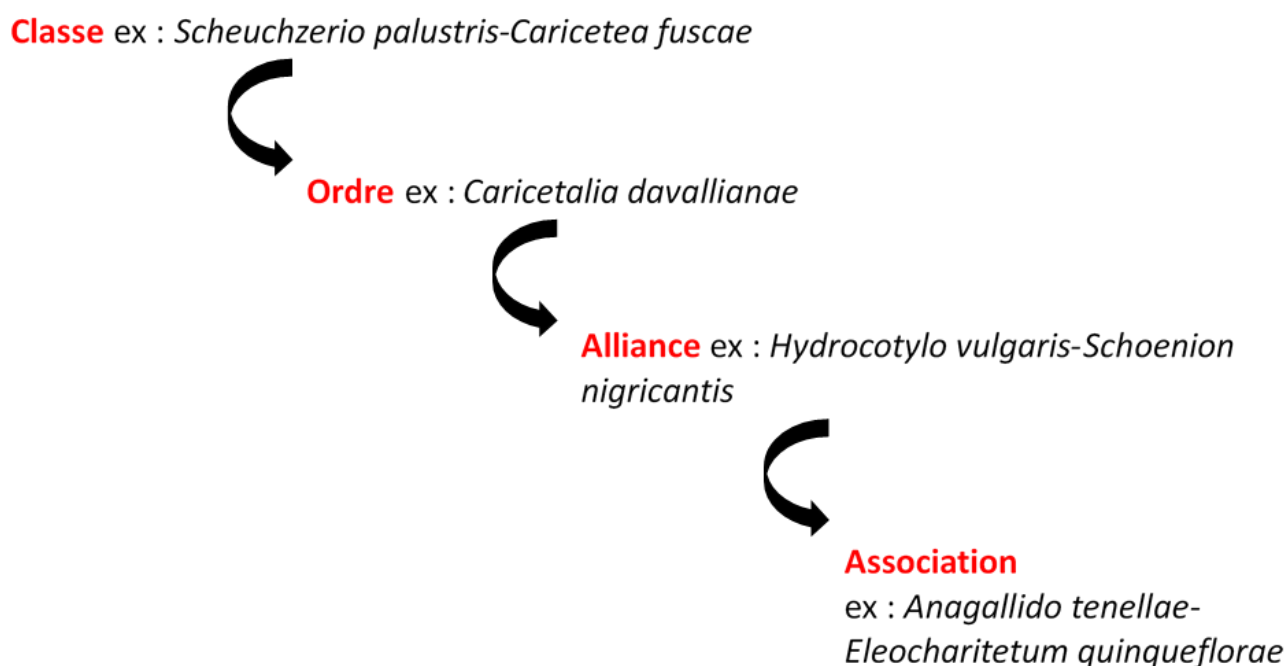 Classe ex : Scheuchzerio palustris-Caricetea fuscae
Ordre ex : Caricetalia davallianae
Alliance ex : Hydrocotylo vulgaris-Schoenion
nigricantis
Association
ex : Anagallido tenellae-
Eleocharitetum quinqueflorae